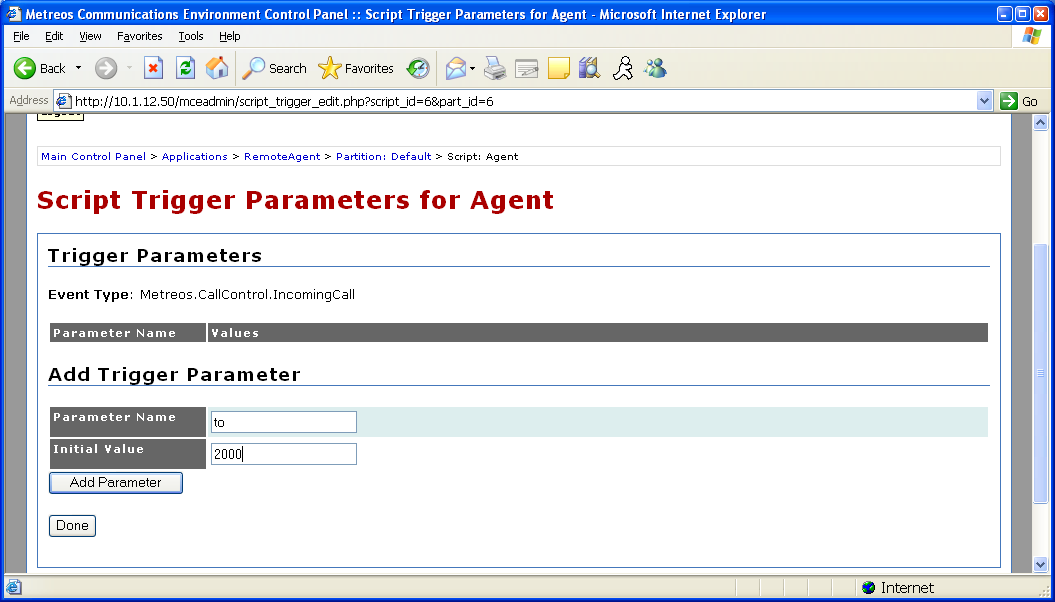 Metreos Communications Environment Control Panel :: Script Trigger Parameters for Agent - Microsoft Internet Explorer
File Edit View Favorites Tools Help
Back Search Favorites
Address http://10.1.12.50/mceadmin/script_trigger_edit.php?script_id=6&part_id=6 Go
Main Control Panel > Applications > RemoteAgent > Partition: Default > Script: Agent
Script Trigger Parameters for Agent
Trigger Parameters
Event Type: Metreos.CallControl.IncomingCall
Parameter Name Values
Add Trigger Parameter
Parameter Name to
Initial Value 2000
Add Parameter
Done
Internet